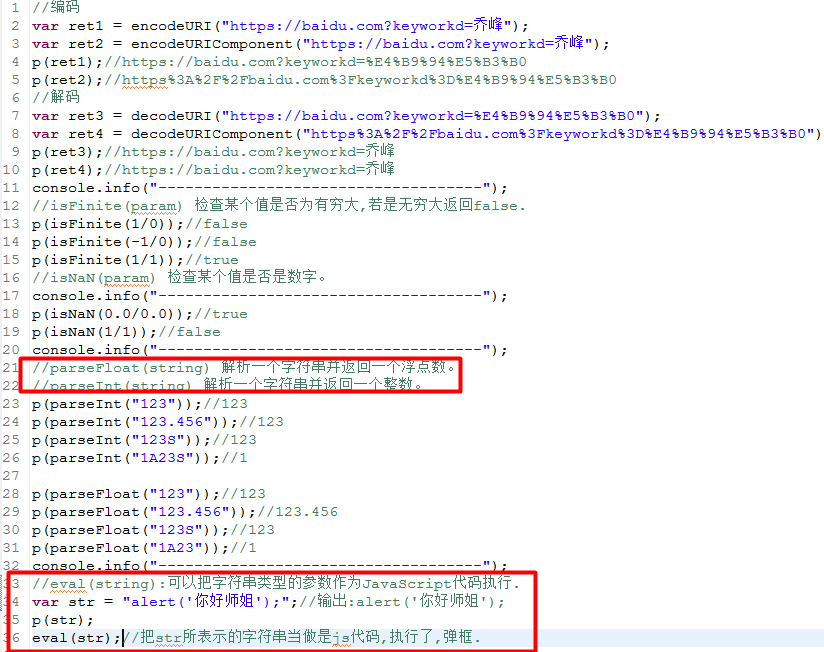 1 //编码
2 var ret1 = encodeURI("https://baidu.com?keyworkd=乔峰");
3 var ret2 = encodeURIComponent("https://baidu.com?keyworkd=乔峰");
4 p(ret1);//https://baidu.com?keyworkd=%E4%B9%94%E5%B3%B0
5 p(ret2);//https%3A%2F%2Fbaidu.com%3Fkeyworkd%3D%E4%B9%94%E5%B3%B0
6 //解码
7 var ret3 = decodeURI("https://baidu.com?keyworkd=%E4%B9%94%E5%B3%B0");
8 var ret4 = decodeURIComponent("https%3A%2F%2Fbaidu.com%3Fkeyworkd%3D%E4%B9%94%E5%B3%B0")
9 p(ret3);//https://baidu.com?keyworkd=乔峰
10 p(ret4);//https://baidu.com?keyworkd=乔峰
11 console.info("------------------------------------");
12 //isFinite(param) 检查某个值是否为有穷大,若是无穷大返回false.
13 p(isFinite(1/0));//false
14 p(isFinite(-1/0));//false
15 p(isFinite(1/1));//true
16 //isNaN(param) 检查某个值是否是数字。
17 console.info("------------------------------------");
18 p(isNaN(0.0/0.0));//true
19 p(isNaN(1/1));//false
20 console.info("------------------------------------");
21 //parseFloat(string) 解析一个字符串并返回一个浮点数。
22 //parseInt(string) 解析一个字符串并返回一个整数。
23 p(parseInt("123"));//123
24 p(parseInt("123.456"));//123
25 p(parseInt("123S"));//123
26 p(parseInt("1A23S"));//1
27
28 p(parseFloat("123"));//123
29 p(parseFloat("123.456"));//123.456
30 p(parseFloat("123S"));//123
31 p(parseFloat("1A23"));//1
32 console.info("------------------------------------");
33 //eval(string):可以把字符串类型的参数作为JavaScript代码执行.
34 var str = "alert('你好师姐');";//输出:alert('你好师姐');
35 p(str);
36 eval(str);//把str所表示的字符串当做是js代码,执行了,弹框.